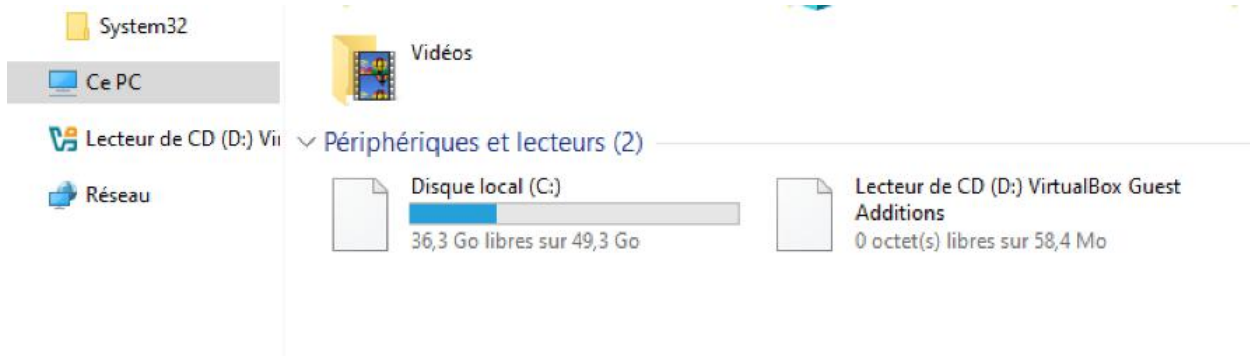 System32
Ce PC
Lecteur de CD (D:) Vir
Réseau
Vidéos
Périphériques et lecteurs (2)
Disque local (C:)
36,3 Go libres sur 49,3 Go
Lecteur de CD (D:) VirtualBox Guest
Additions
0 octet(s) libres sur 58,4 Mo